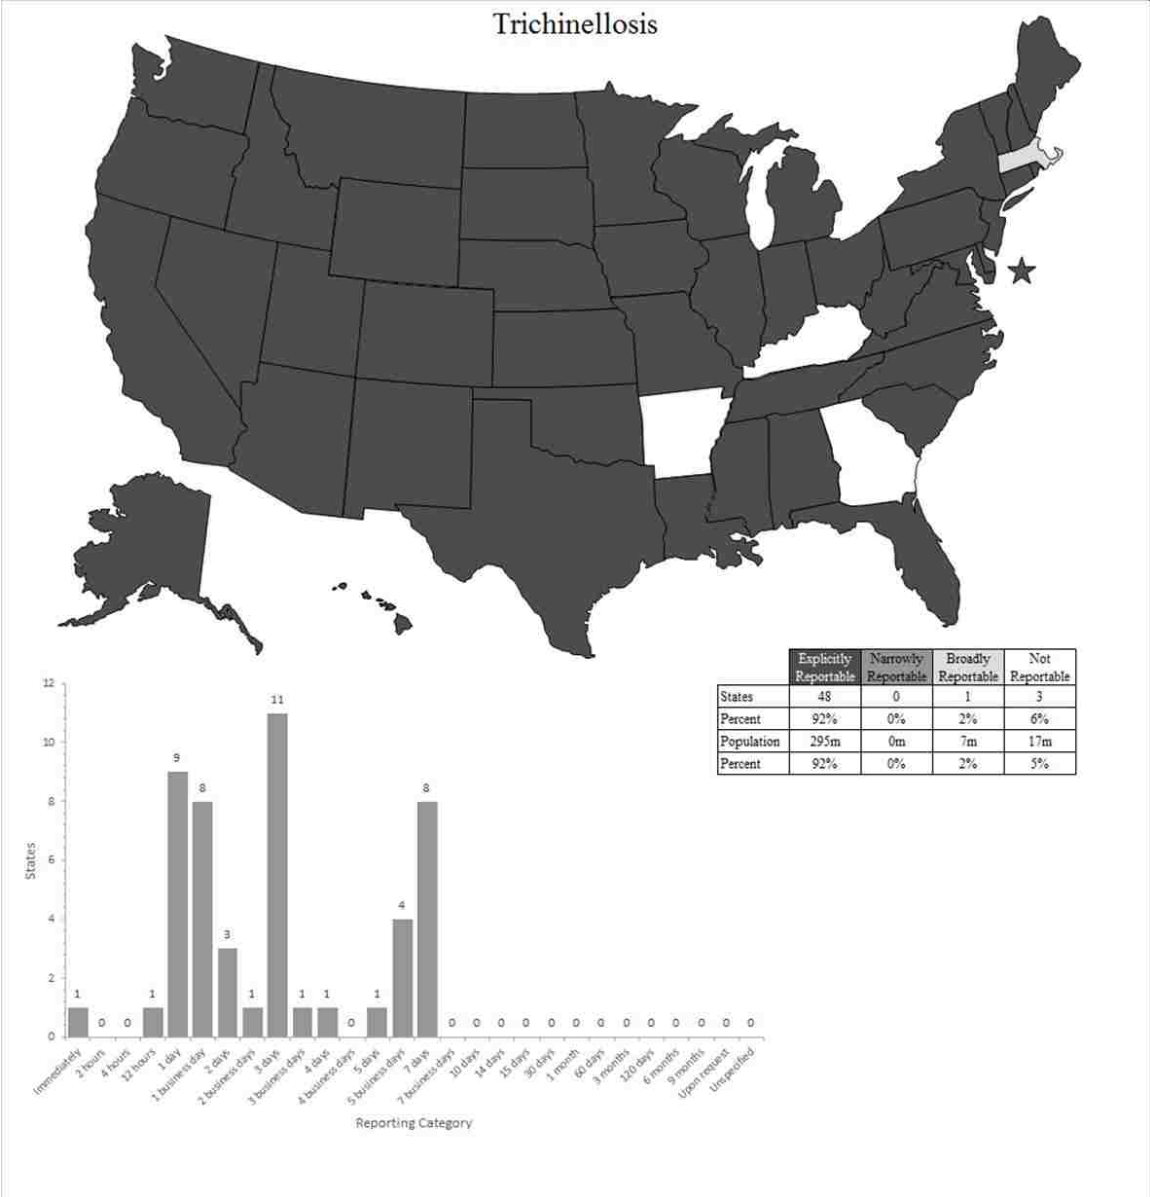 Trichinellosis
Explicitly Reportable Narrowly Reportable Broadly Reportable Not Reportable
States 48 0 1 3
Percent 92% 0% 2% 6%
Population 295m 0m 7m 17m
Percent 92% 0% 2% 5%
12
10
8
6
4
2
0
States
1 0 0 1 9 8 3 1 11 1 1 0 1 4 8 0 0 0 0 0 0 0 0 0 0 0 0 0
Immediately
2 hours
4 hours
12 hours
1 day
1 business day
2 days
2 business days
3 days
3 business days
4 days
4 business days
5 days
5 business days
7 days
7 business days
10 days
14 days
15 days
30 days
1 month
60 days
3 months
120 days
6 months
9 months
Upon request
Unspecified
Reporting Category